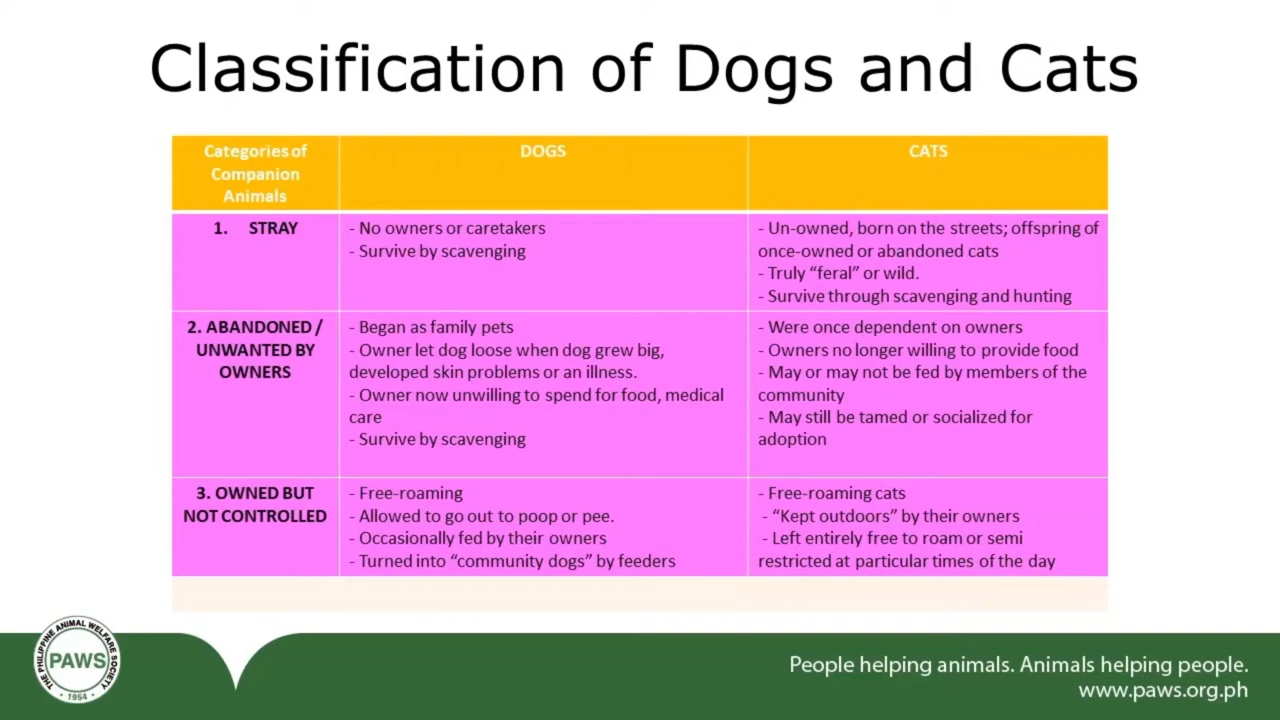 Classification of Dogs and Cats
Categories of
Companion
Animals
DOGS
CATS
1. STRAY
- No owners or caretakers
- Survive by scavenging
- Un-owned, born on the streets; offspring of
once-owned or abandoned cats
- Truly “feral” or wild.
- Survive through scavenging and hunting
2. ABANDONED /
UNWANTED BY
OWNERS
- Began as family pets
- Owner let dog loose when dog grew big,
developed skin problems or an illness.
- Owner now unwilling to spend for food, medical
care
- Survive by scavenging
- Were once dependent on owners
- Owners no longer willing to provide food
- May or may not be fed by members of the
community
- May still be tamed or socialized for
adoption
3. OWNED BUT
NOT CONTROLLED
- Free-roaming
- Allowed to go out to poop or pee.
- Occasionally fed by their owners
- Turned into “community dogs” by feeders
- Free-roaming cats
- “Kept outdoors” by their owners
- Left entirely free to roam or semi
restricted at particular times of the day
THE PHILIPPINE ANIMAL WELFARE SOCIETY
PAWS
• 1954 •
People helping animals. Animals helping people.
www.paws.org.ph